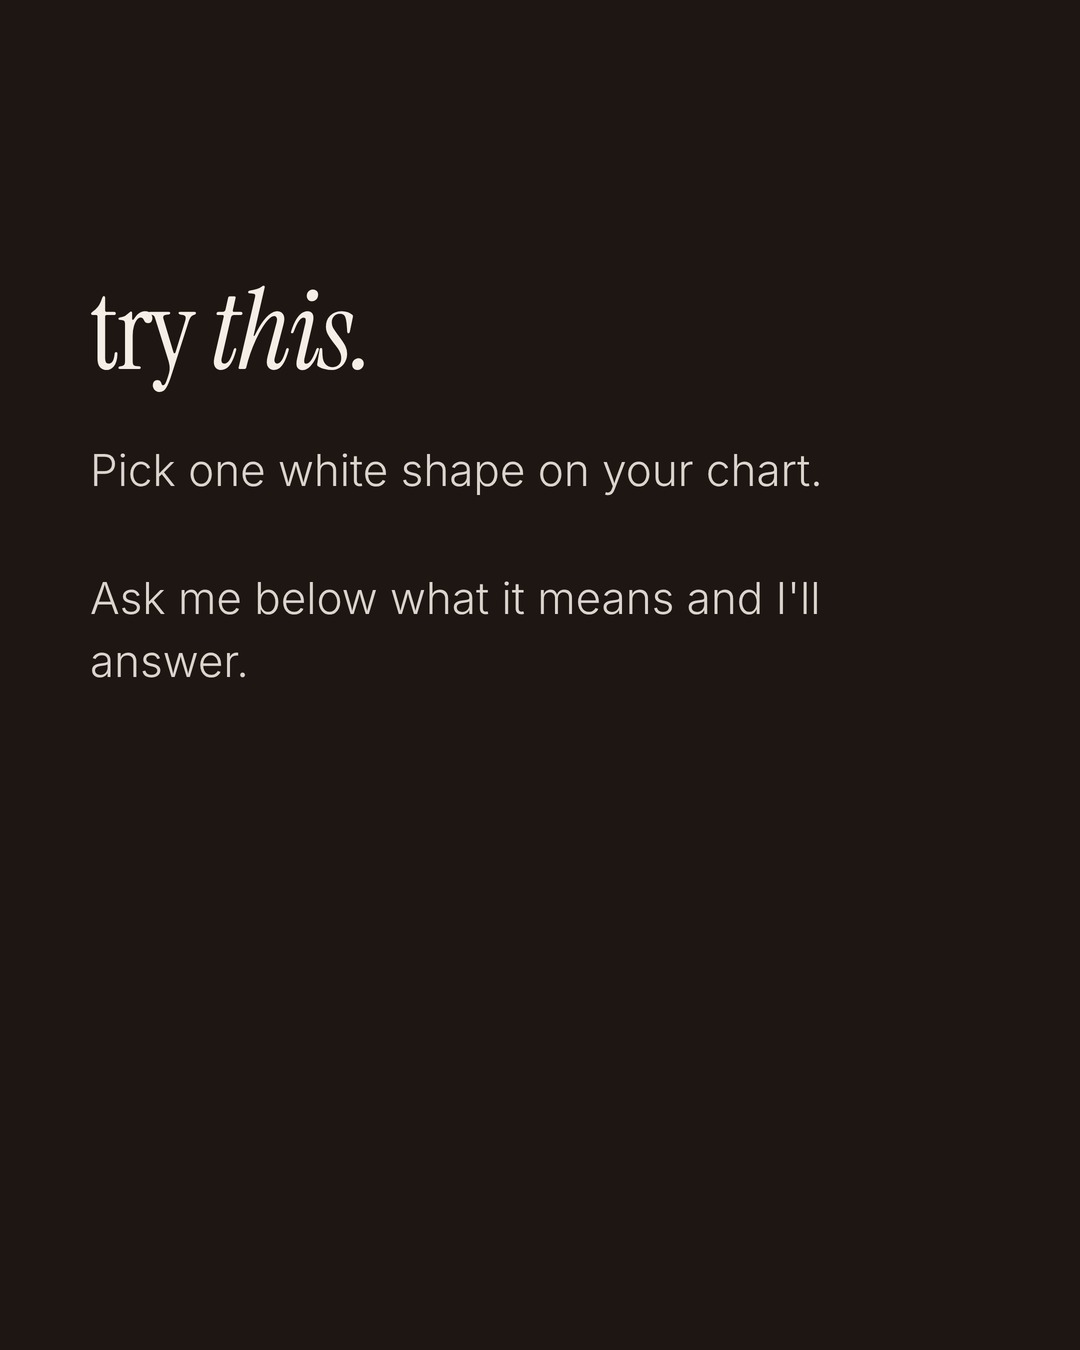 try this.
Pick one white shape on your chart.
Ask me below what it means and I'll
answer.